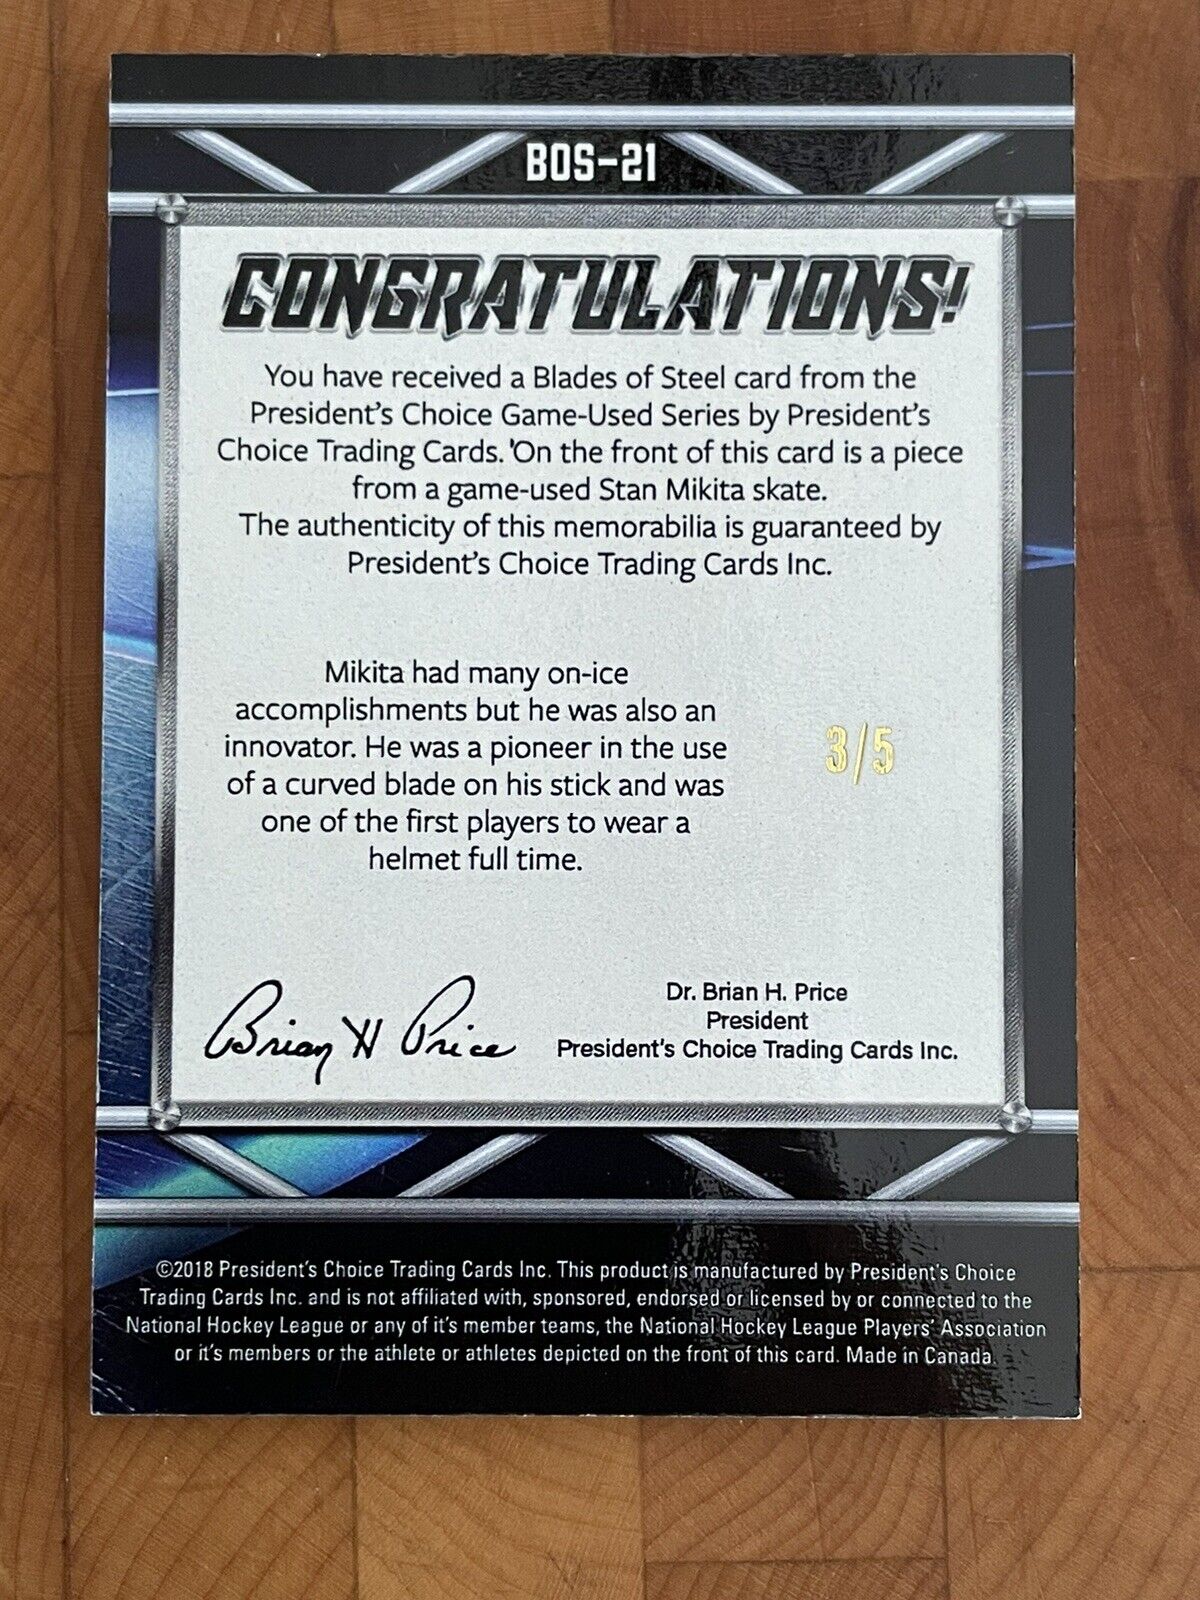 BOS-21
CONGRATULATIONS!
You have received a Blades of Steel card from the
President's Choice Game-Used Series by President's
Choice Trading Cards. 'On the front of this card is a piece
from a game-used Stan Mikita skate.
The authenticity of this memorabilia is guaranteed by
President's Choice Trading Cards Inc.
Mikita had many on-ice
accomplishments but he was also an
innovator. He was a pioneer in the use
of a curved blade on his stick and was
one of the first players to wear a
helmet full time.
3/5
Brian H Price
Dr. Brian H. Price
President
President's Choice Trading Cards Inc.
©2018 President's Choice Trading Cards Inc. This product is manufactured by President's Choice
Trading Cards Inc. and is not affiliated with, sponsored, endorsed or licensed by or connected to the
National Hockey League or any of it's member teams, the National Hockey League Players' Association
or it's members or the athlete or athletes depicted on the front of this card. Made in Canada.